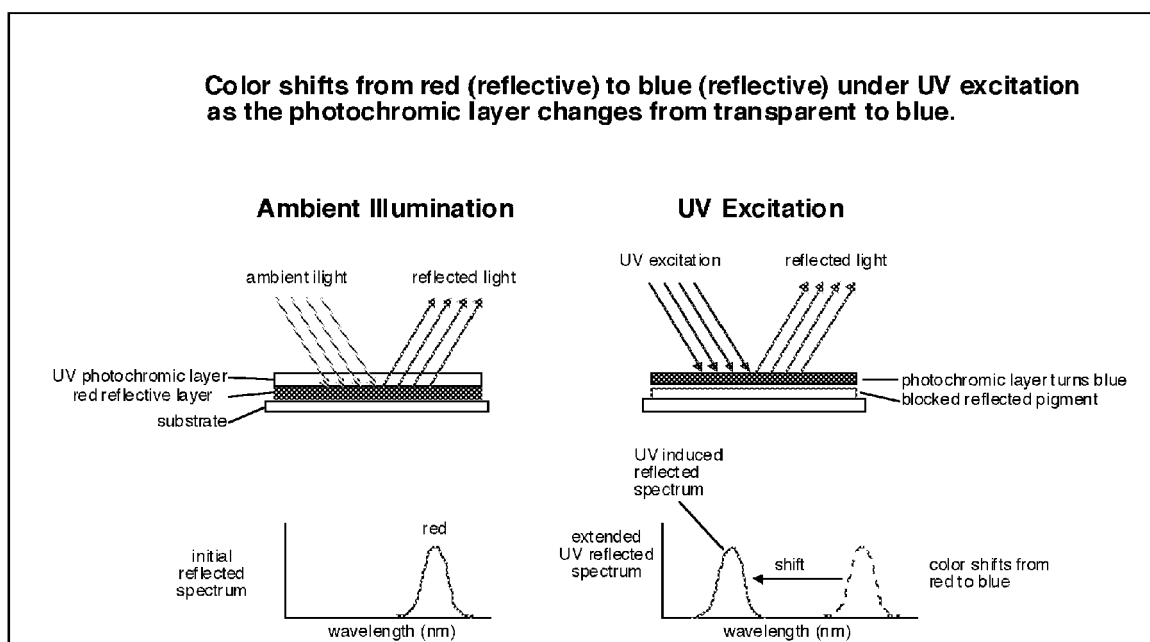 Color shifts from red (reflective) to blue (reflective) under UV excitation
as the photochromic layer changes from transparent to blue.
Ambient Illumination
UV Excitation
ambient ilight
reflected light
UV excitation
reflected light
UV photochromic layer
red reflective layer
substrate
photochromic layer turns blue
blocked reflected pigment
UV induced
reflected
spectrum
initial
reflected
spectrum
red
wavelength (nm)
extended
UV reflected
spectrum
shift
color shifts from
red to blue
wavelength (nm)